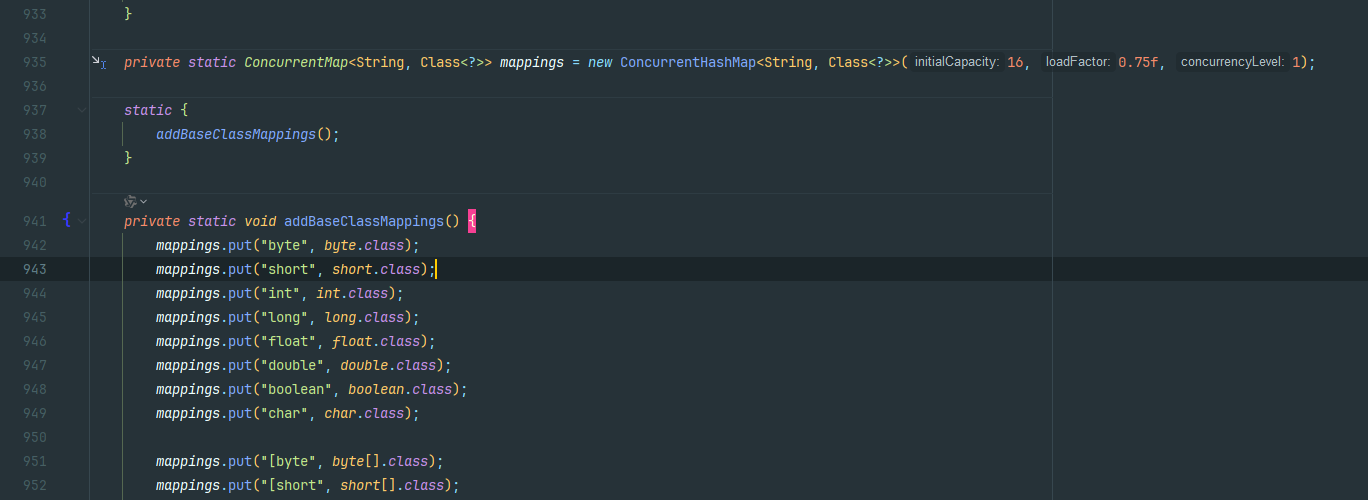 933 }
934
935 private static ConcurrentMap<String, Class<?>> mappings = new ConcurrentHashMap<String, Class<?>>( initialCapacity: 16, loadFactor: 0.75f, concurrencyLevel: 1);
936
937 static {
938 addBaseClassMappings();
939 }
940
941 { private static void addBaseClassMappings() {
942 mappings.put("byte", byte.class);
943 mappings.put("short", short.class);
944 mappings.put("int", int.class);
945 mappings.put("long", long.class);
946 mappings.put("float", float.class);
947 mappings.put("double", double.class);
948 mappings.put("boolean", boolean.class);
949 mappings.put("char", char.class);
950
951 mappings.put("[byte", byte[].class);
952 mappings.put("[short", short[].class);